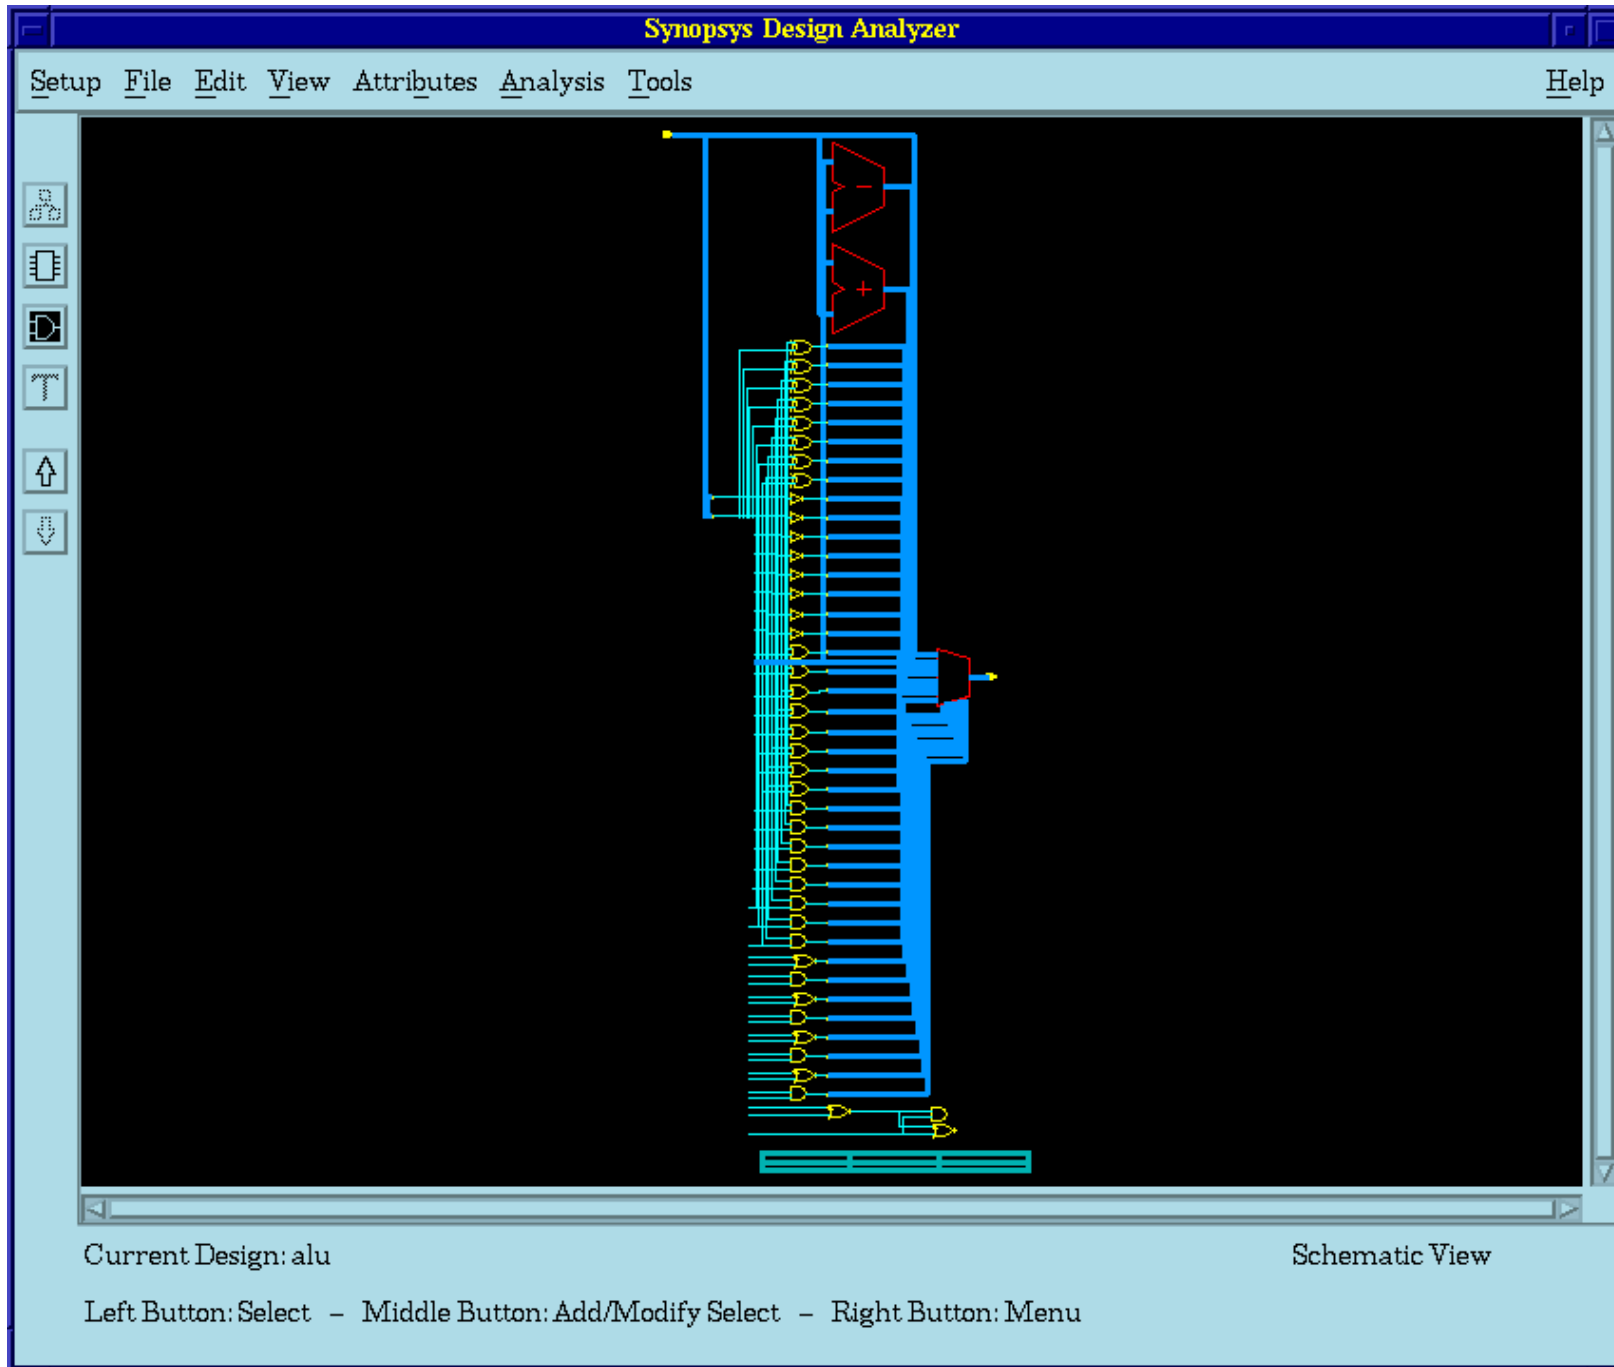 Synopsys Design Analyzer
Setup File Edit View Attributes Analysis Tools Help
−
+
Current Design: alu Schematic View
Left Button: Select – Middle Button: Add/Modify Select – Right Button: Menu